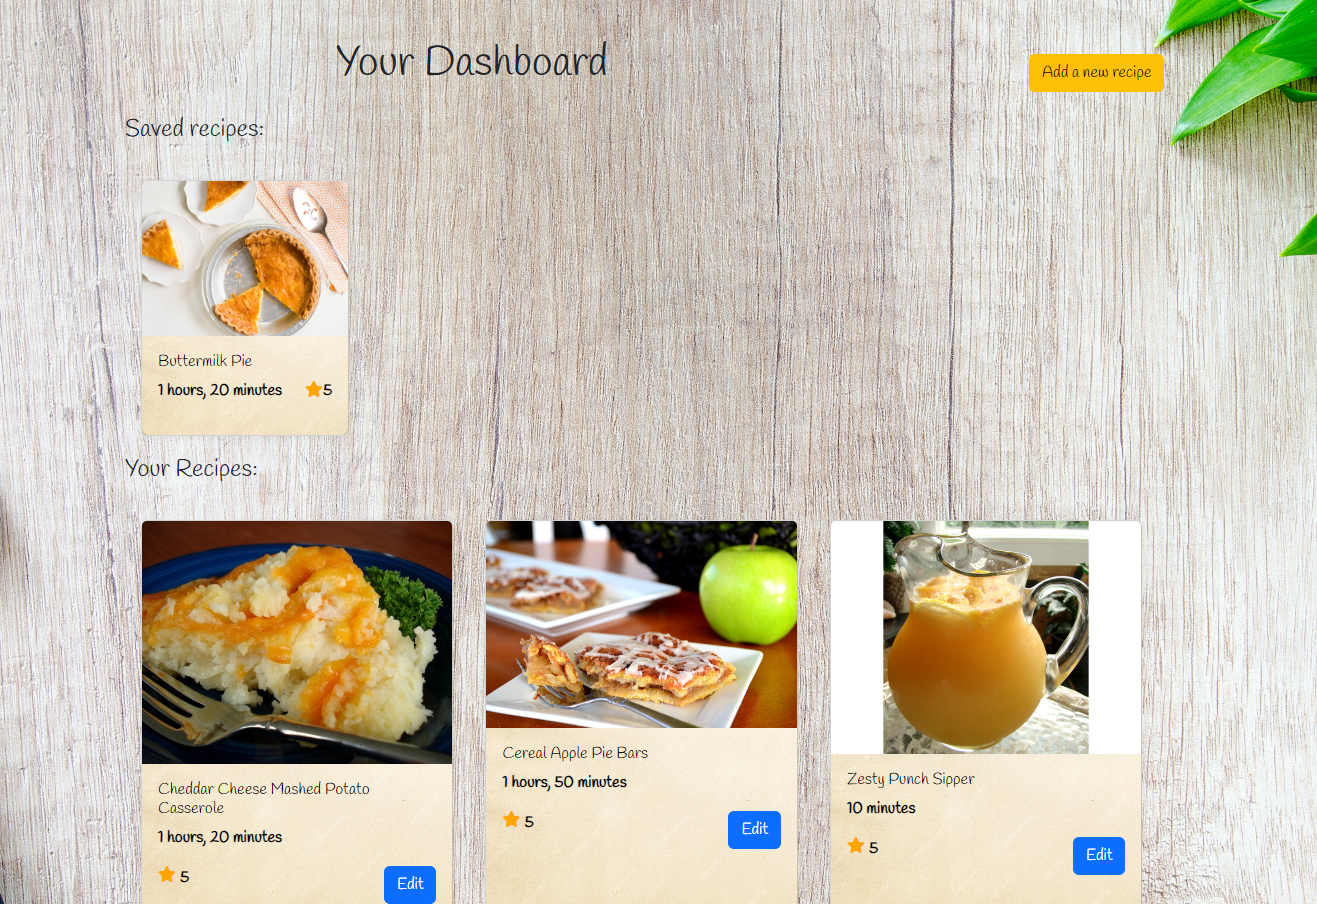 Your Dashboard
Add a new recipe
Saved recipes:
Buttermilk Pie
1 hours, 20 minutes
5
Your Recipes:
Cheddar Cheese Mashed Potato
Casserole
1 hours, 20 minutes
5
Edit
Cereal Apple Pie Bars
1 hours, 50 minutes
5
Edit
Zesty Punch Sipper
10 minutes
5
Edit